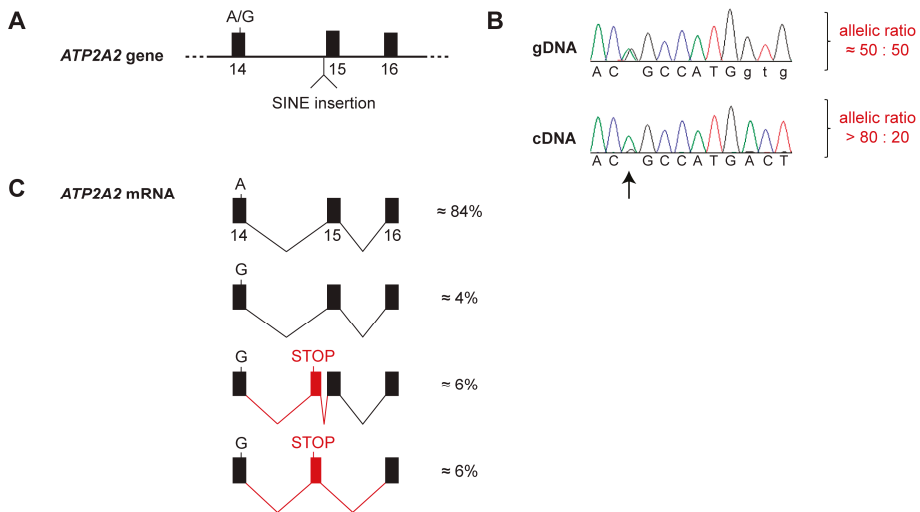 A
A/G
ATP2A2 gene
14 15 16
SINE insertion
B
gDNA
A C G C C A T G g t g
allelic ratio
≈ 50 : 50
cDNA
A C G C C A T G A C T
allelic ratio
> 80 : 20
C
ATP2A2 mRNA
A
≈ 84%
14 15 16
G
≈ 4%
G STOP
≈ 6%
G STOP
≈ 6%